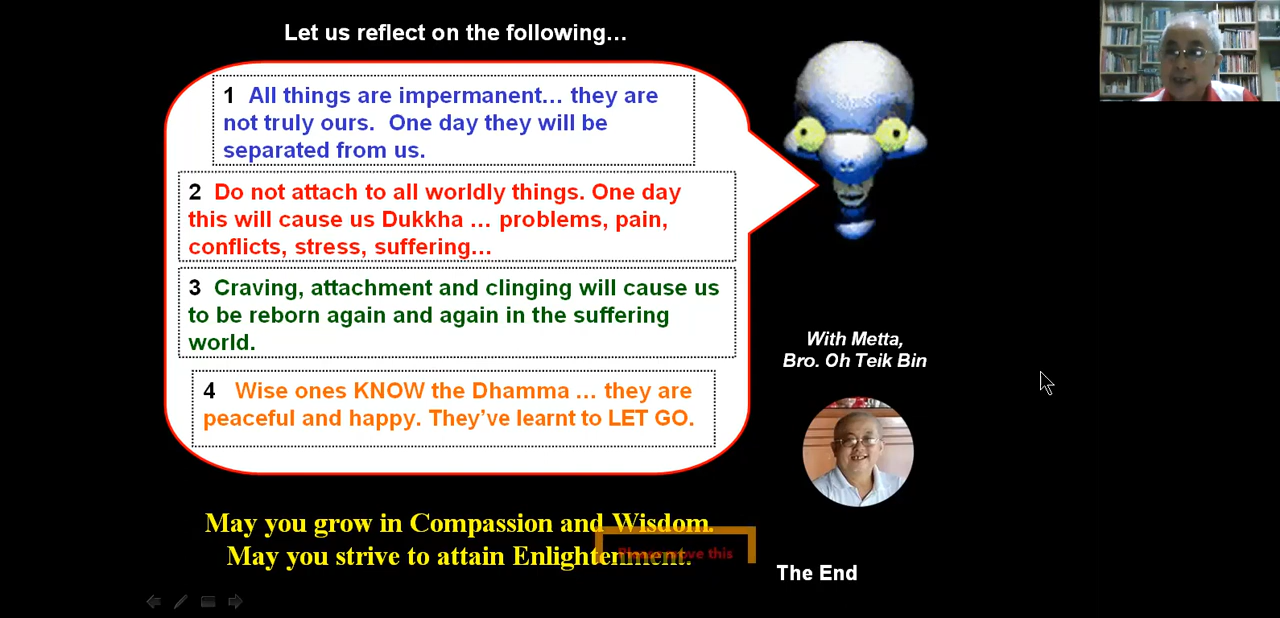 Let us reflect on the following…
1 All things are impermanent… they are
not truly ours. One day they will be
separated from us.
2 Do not attach to all worldly things. One day
this will cause us Dukkha … problems, pain,
conflicts, stress, suffering…
3 Craving, attachment and clinging will cause us
to be reborn again and again in the suffering
world.
4 Wise ones KNOW the Dhamma … they are
peaceful and happy. They’ve learnt to LET GO.
With Metta,
Bro. Oh Teik Bin
May you grow in Compassion and Wisdom.
May you strive to attain Enlightenment.
this
The End